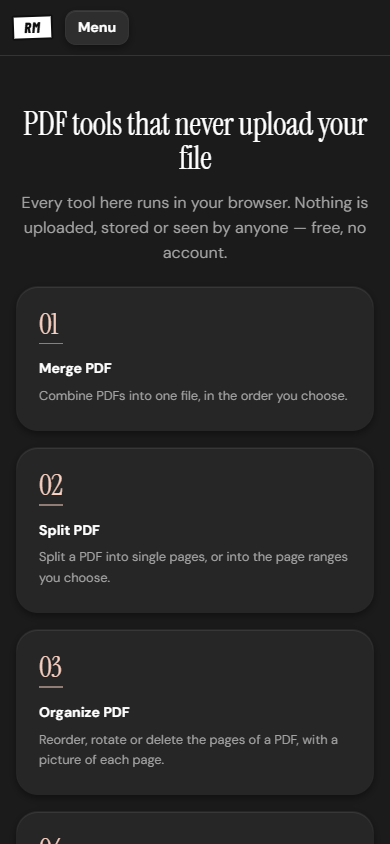 RM
Menu
PDF tools that never upload your
file
Every tool here runs in your browser. Nothing is
uploaded, stored or seen by anyone — free, no
account.
01
Merge PDF
Combine PDFs into one file, in the order you choose.
02
Split PDF
Split a PDF into single pages, or into the page ranges
you choose.
03
Organize PDF
Reorder, rotate or delete the pages of a PDF, with a
picture of each page.